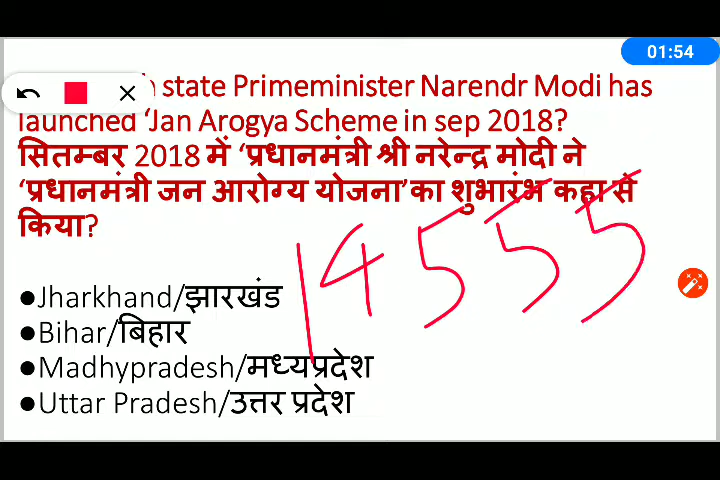 01:54
state Primeminister Narendr Modi has
launched ‘Jan Arogya Scheme in sep 2018?
सितम्बर 2018 में ‘प्रधानमंत्री श्री नरेन्द्र मोदी ने
‘प्रधानमंत्री जन आरोग्य योजना’का शुभारंभ कहा से
किया?
14555
●Jharkhand/झारखंड
●Bihar/बिहार
●Madhypradesh/मध्यप्रदेश
●Uttar Pradesh/उत्तर प्रदेश